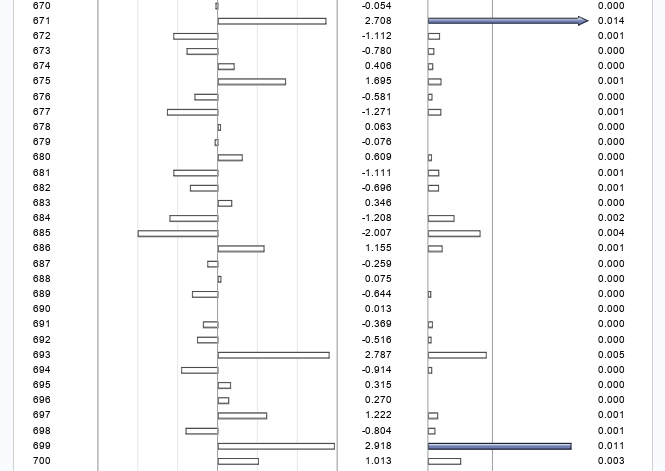 670 -0.054 0.000
671 2.708 0.014
672 -1.112 0.001
673 -0.780 0.000
674 0.406 0.000
675 1.695 0.001
676 -0.581 0.000
677 -1.271 0.001
678 0.063 0.000
679 -0.076 0.000
680 0.609 0.000
681 -1.111 0.001
682 -0.696 0.001
683 0.346 0.000
684 -1.208 0.002
685 -2.007 0.004
686 1.155 0.001
687 -0.259 0.000
688 0.075 0.000
689 -0.644 0.000
690 0.013 0.000
691 -0.369 0.000
692 -0.516 0.000
693 2.787 0.005
694 -0.914 0.000
695 0.315 0.000
696 0.270 0.000
697 1.222 0.001
698 -0.804 0.001
699 2.918 0.011
700 1.013 0.003